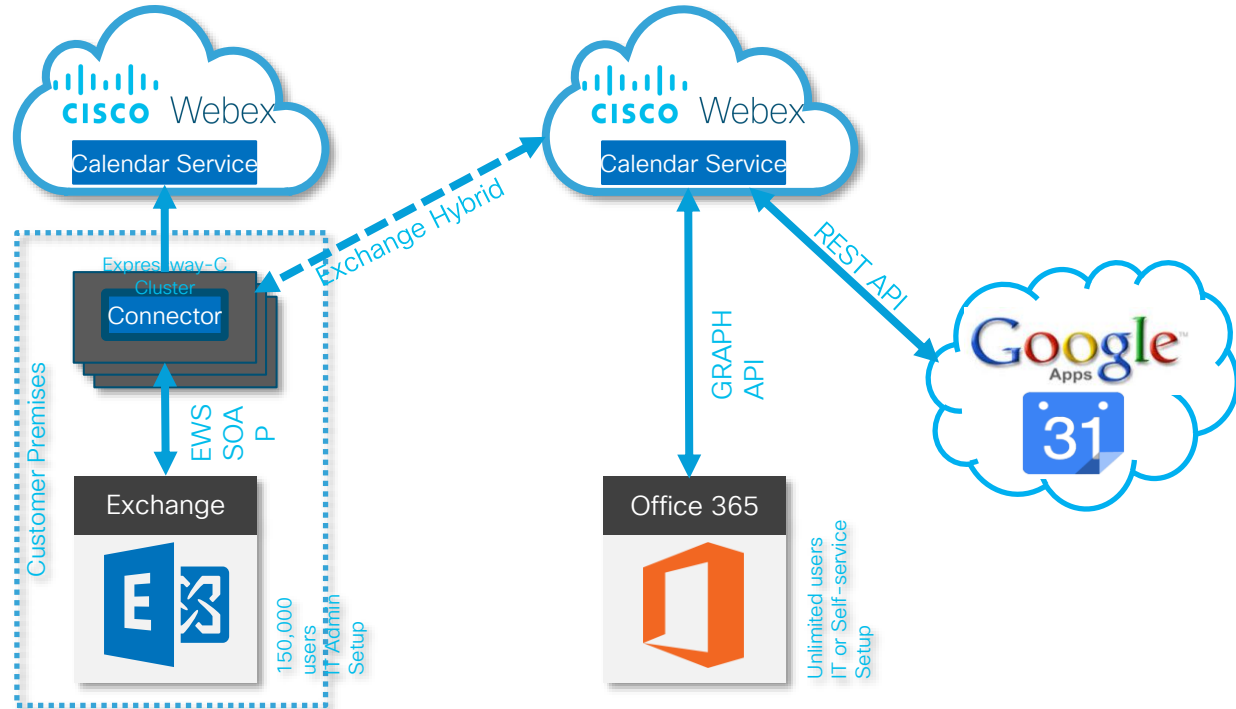 CISCO Webex
Calendar Service
CISCO Webex
Calendar Service
Exchange Hybrid
REST API
Expressway-C
Cluster
Connector
Customer Premises
EWS
SOA
P
GRAPH
API
Google™
Apps
31
Exchange
E
150,000
users
IT Admin
Setup
Office 365
Unlimited users
IT or Self-service
Setup